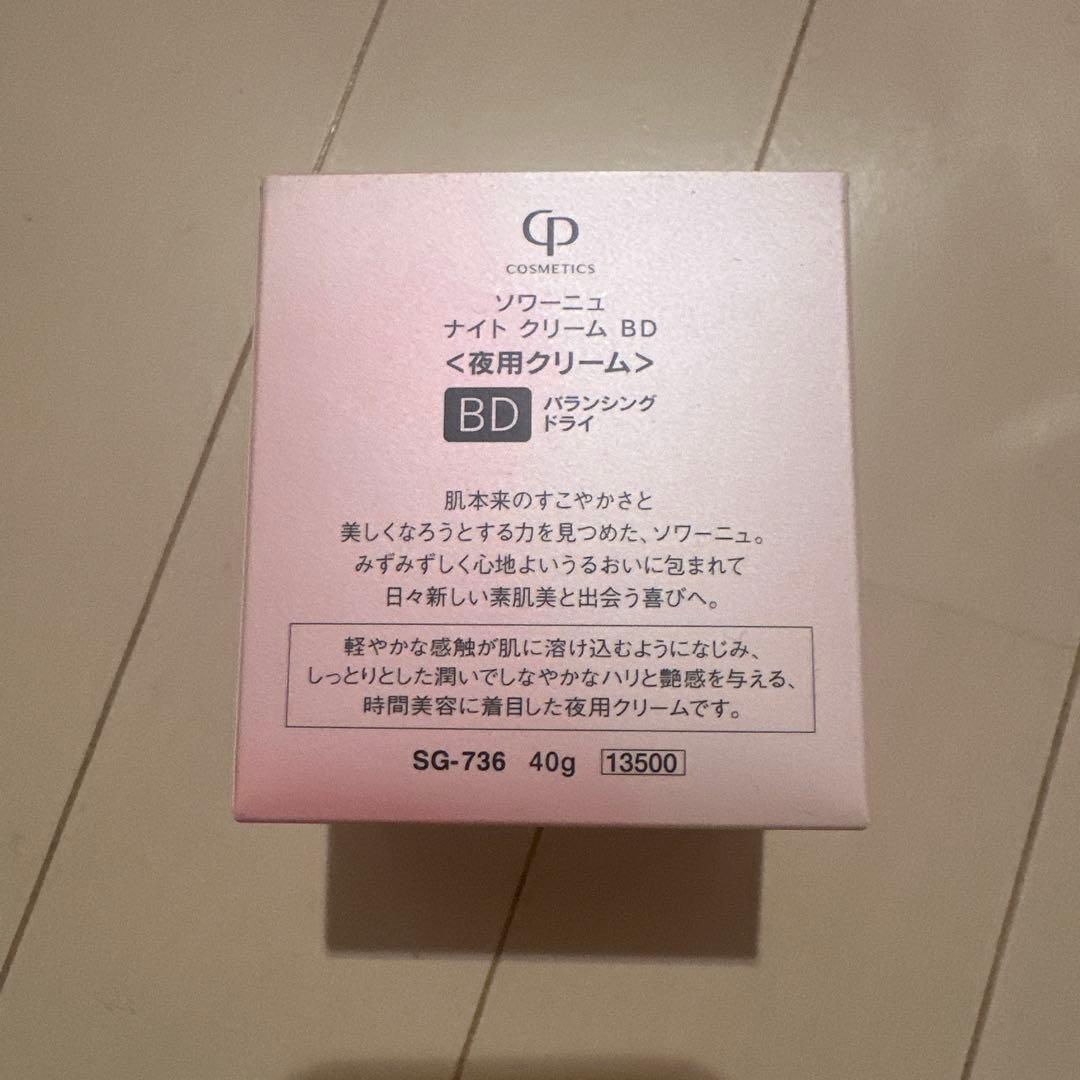 CP
COSMETICS
ソワーニュ
ナイト クリーム BD
<夜用クリーム>
BD バランシング
ドライ
肌本来のすこやかさと
美しくなろうとする力を見つめた、ソワーニュ。
みずみずしく心地よいうるおいに包まれて
日々新しい素肌美と出会う喜びへ。
軽やかな感触が肌に溶け込むようになじみ、
しっとりとした潤いでしなやかなハリと艶感を与える、
時間美容に着目した夜用クリームです。
SG-736 40g 13500